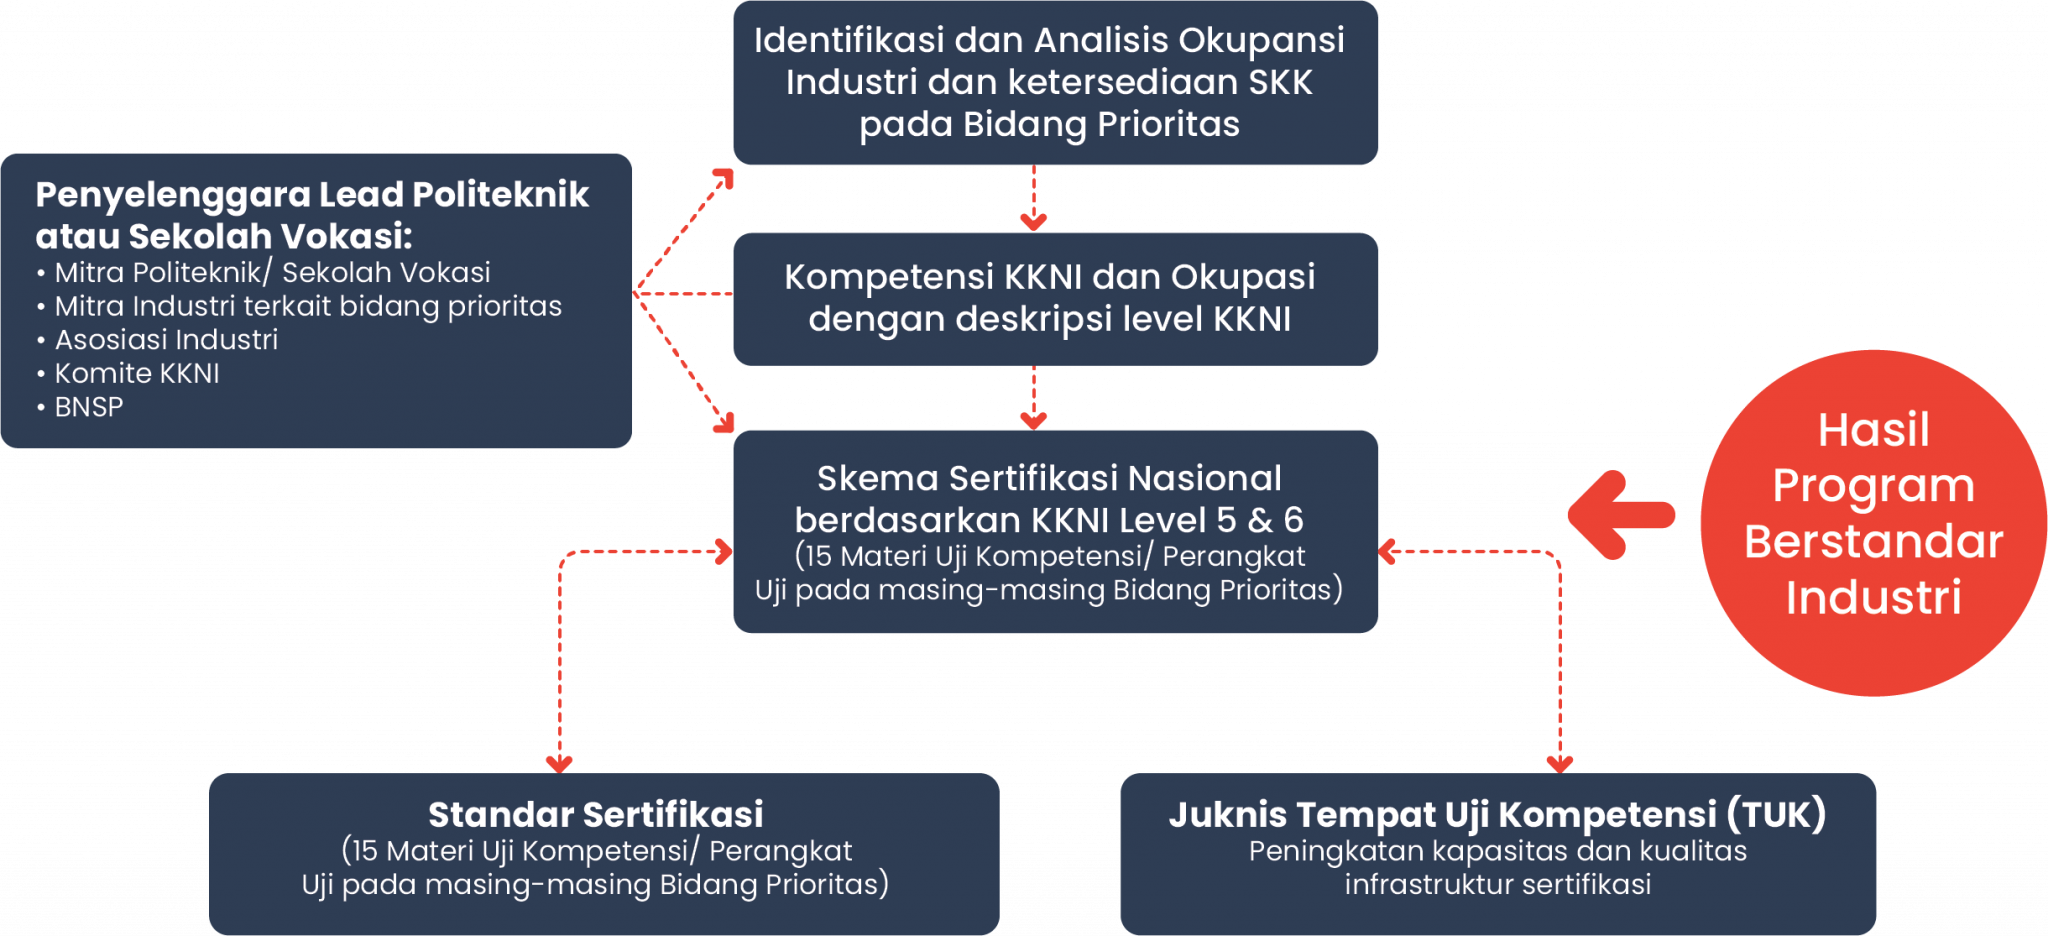 Identifikasi dan Analisis Okupansi
Industri dan ketersediaan SKK
pada Bidang Prioritas
Penyelenggara Lead Politeknik
atau Sekolah Vokasi:
• Mitra Politeknik/ Sekolah Vokasi
• Mitra Industri terkait bidang prioritas
• Asosiasi Industri
• Komite KKNI
• BNSP
Kompetensi KKNI dan Okupasi
dengan deskripsi level KKNI
Skema Sertifikasi Nasional
berdasarkan KKNI Level 5 & 6
(15 Materi Uji Kompetensi/ Perangkat
Uji pada masing-masing Bidang Prioritas)
Hasil
Program
Berstandar
Industri
Standar Sertifikasi
(15 Materi Uji Kompetensi/ Perangkat
Uji pada masing-masing Bidang Prioritas)
Juknis Tempat Uji Kompetensi (TUK)
Peningkatan kapasitas dan kualitas
infrastruktur sertifikasi